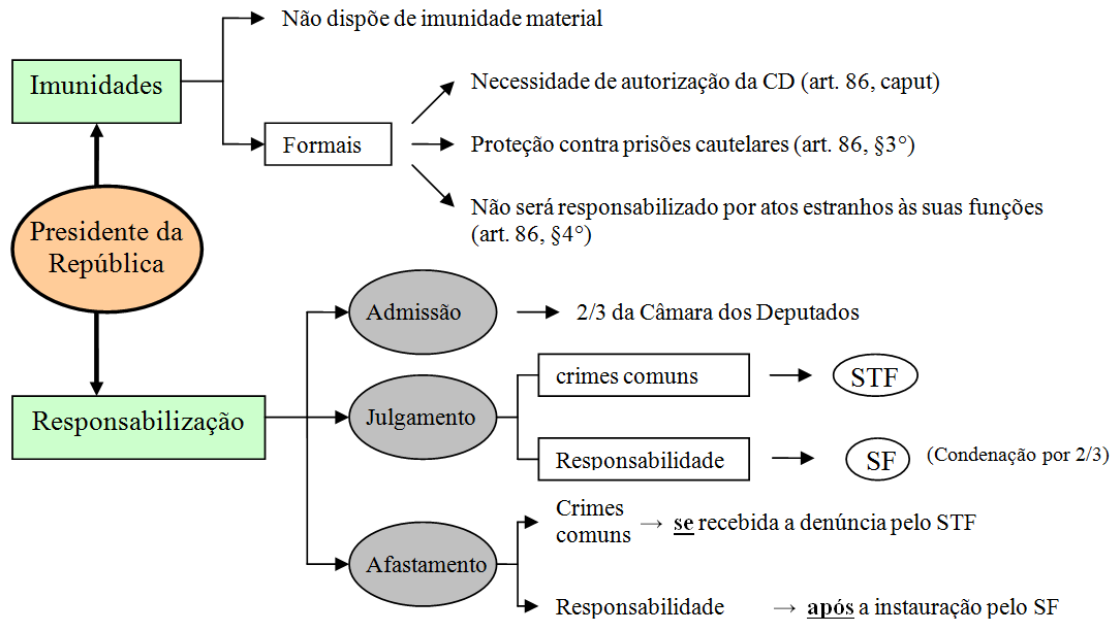 Não dispõe de imunidade material
Imunidades
Necessidade de autorização da CD (art. 86, caput)
Formais
Proteção contra prisões cautelares (art. 86, §3°)
Não será responsabilizado por atos estranhos às suas funções
(art. 86, §4°)
Presidente da
República
Admissão
2/3 da Câmara dos Deputados
crimes comuns
STF
Responsabilização
Julgamento
Responsabilidade
SF
(Condenação por 2/3)
Crimes
comuns → se recebida a denúncia pelo STF
Afastamento
Responsabilidade → após a instauração pelo SF